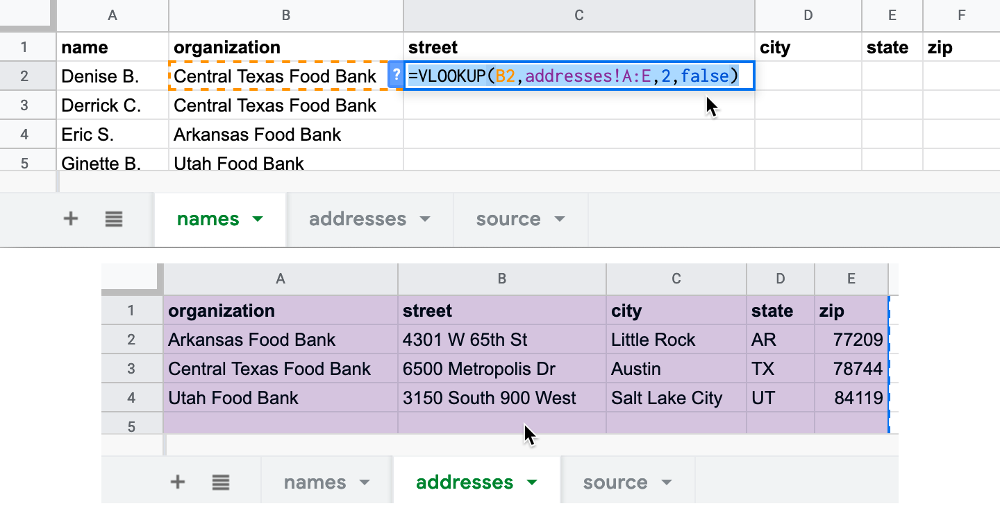 A B C D E F
1 name organization street city state zip
2 Denise B. Central Texas Food Bank ? =VLOOKUP(B2,addresses!A:E,2,false)
3 Derrick C. Central Texas Food Bank
4 Eric S. Arkansas Food Bank
5 Ginette B. Utah Food Bank
+ names addresses source
A B C D E
1 organization street city state zip
2 Arkansas Food Bank 4301 W 65th St Little Rock AR 77209
3 Central Texas Food Bank 6500 Metropolis Dr Austin TX 78744
4 Utah Food Bank 3150 South 900 West Salt Lake City UT 84119
5
+ names addresses source